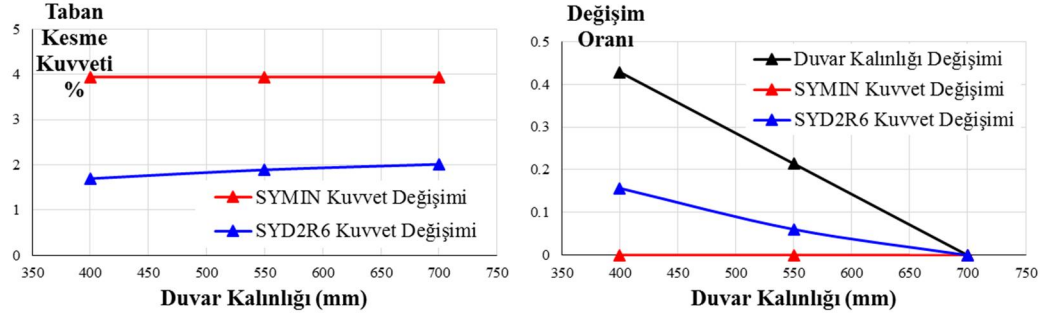 Taban
Kesme
Kuvveti
%
5
4
3
2
1
0
SYMIN Kuvvet Değişimi
SYD2R6 Kuvvet Değişimi
350 400 450 500 550 600 650 700 750
Duvar Kalınlığı (mm)
Değişim
Oranı
0.5
0.4
0.3
0.2
0.1
0
Duvar Kalınlığı Değişimi
SYMIN Kuvvet Değişimi
SYD2R6 Kuvvet Değişimi
350 400 450 500 550 600 650 700 750
Duvar Kalınlığı (mm)